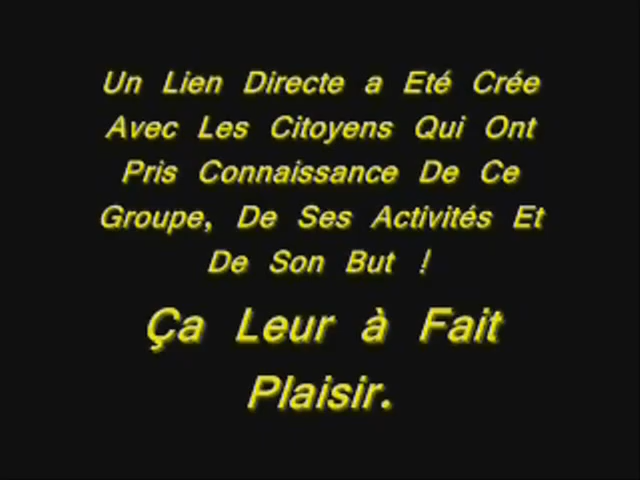 Un Lien Directe a Eté Crée
Avec Les Citoyens Qui Ont
Pris Connaissance De Ce
Groupe, De Ses Activités Et
De Son But !
Ça Leur à Fait
Plaisir.